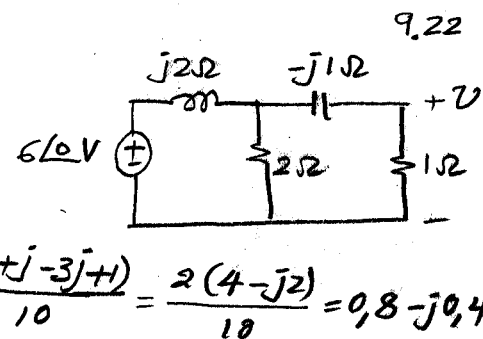 9.22
j2Ω -j1Ω
+ V
6∠0 V + - 2Ω 1Ω
-
+j-3j+1)/10 = 2(4-j2)/10 = 0,8-j0,4